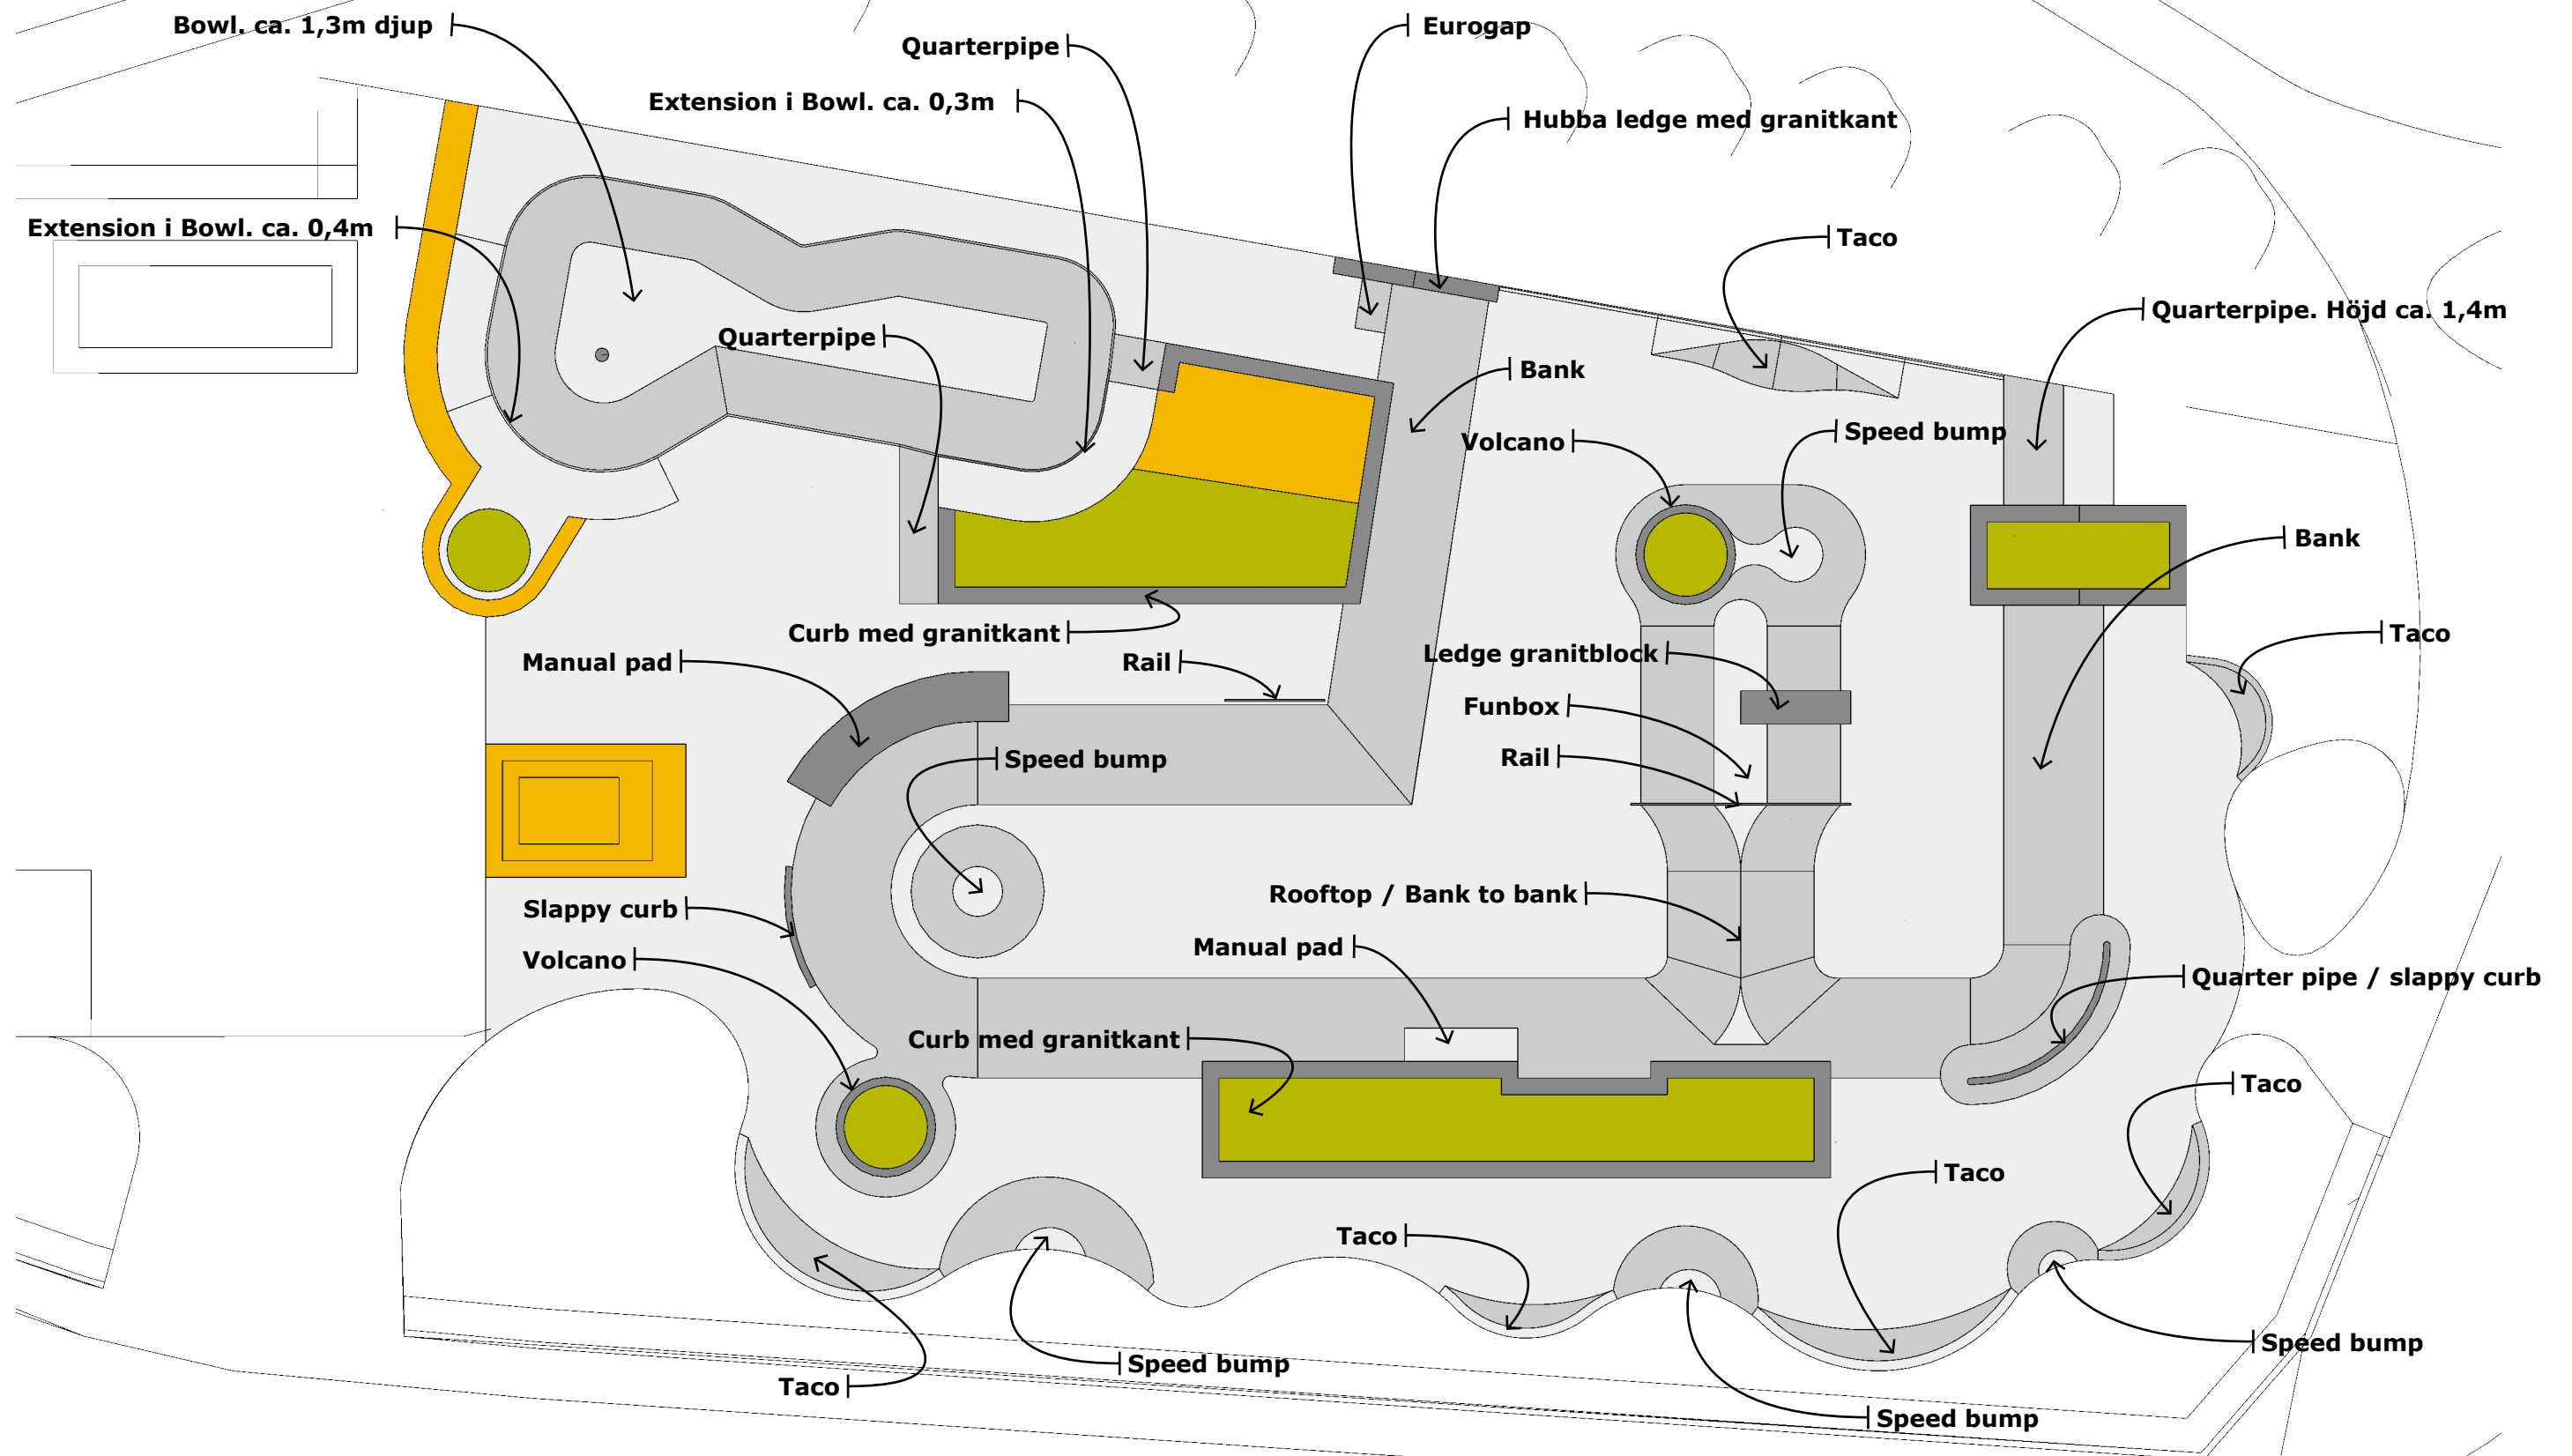 Bowl. ca. 1,3m djup
Eurogap
Quarterpipe
Extension i Bowl. ca. 0,3m
Hubba ledge med granitkant
Extension i Bowl. ca. 0,4m
Taco
Quarterpipe. Höjd ca. 1,4m
Quarterpipe
Bank
Volcano
Speed bump
Bank
Curb med granitkant
Taco
Manual pad
Rail
Ledge granitblock
Funbox
Speed bump
Rail
Rooftop / Bank to bank
Slappy curb
Manual pad
Volcano
Quarter pipe / slappy curb
Curb med granitkant
Taco
Taco
Taco
Speed bump
Speed bump
Taco
Speed bump